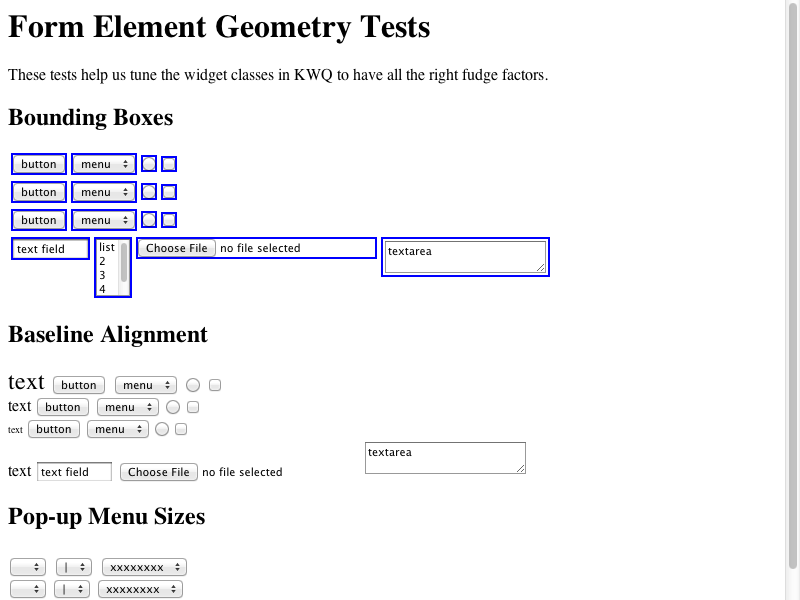 Form Element Geometry Tests
These tests help us tune the widget classes in KWQ to have all the right fudge factors.
Bounding Boxes
button menu
button menu
button menu
text field list Choose File no file selected textarea
2
3
4
Baseline Alignment
text button menu
text button menu
text button menu
textarea
text text field Choose File no file selected
Pop-up Menu Sizes
| xxxxxxxx
| xxxxxxxx